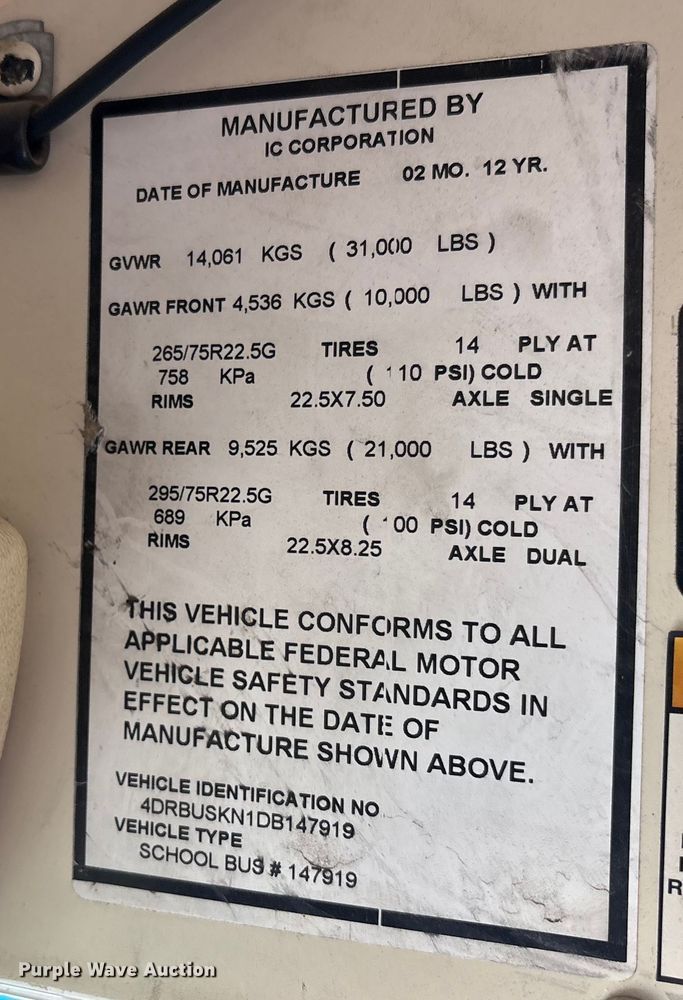 MANUFACTURED BY
IC CORPORATION
DATE OF MANUFACTURE 02 MO. 12 YR.
GVWR 14,061 KGS ( 31,000 LBS )
GAWR FRONT 4,536 KGS ( 10,000 LBS ) WITH
265/75R22.5G TIRES 14 PLY AT
758 KPa ( 110 PSI) COLD
RIMS 22.5X7.50 AXLE SINGLE
GAWR REAR 9,525 KGS ( 21,000 LBS ) WITH
295/75R22.5G TIRES 14 PLY AT
689 KPa ( 100 PSI) COLD
RIMS 22.5X8.25 AXLE DUAL
THIS VEHICLE CONFORMS TO ALL
APPLICABLE FEDERAL MOTOR
VEHICLE SAFETY STANDARDS IN
EFFECT ON THE DATE OF
MANUFACTURE SHOWN ABOVE.
VEHICLE IDENTIFICATION NO
4DRBUSKN1DB147919
VEHICLE TYPE
SCHOOL BUS # 147919
Purple Wave Auction